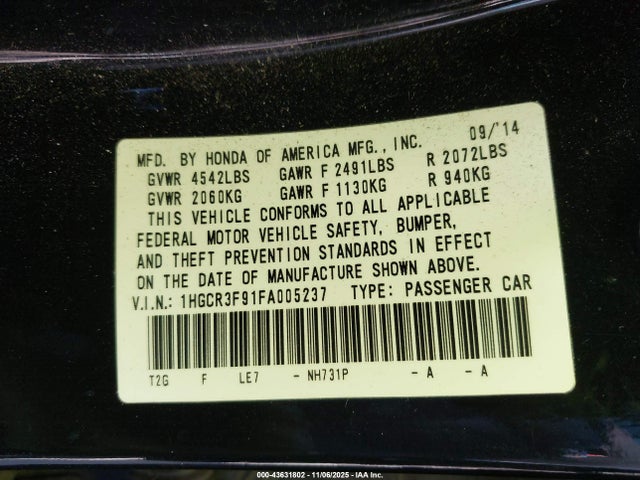 MFD. BY HONDA OF AMERICA MFG., INC. 09/'14
GVWR 4542LBS GAWR F 2491LBS R 2072LBS
GVWR 2060KG GAWR F 1130KG R 940KG
THIS VEHICLE CONFORMS TO ALL APPLICABLE
FEDERAL MOTOR VEHICLE SAFETY, BUMPER,
AND THEFT PREVENTION STANDARDS IN EFFECT
ON THE DATE OF MANUFACTURE SHOWN ABOVE.
V.I.N.: 1HGCR3F91FA005237 TYPE: PASSENGER CAR
T2G F LE7 - NH731P - A - A
000-43631802 - 11/06/2025 - IAA Inc.